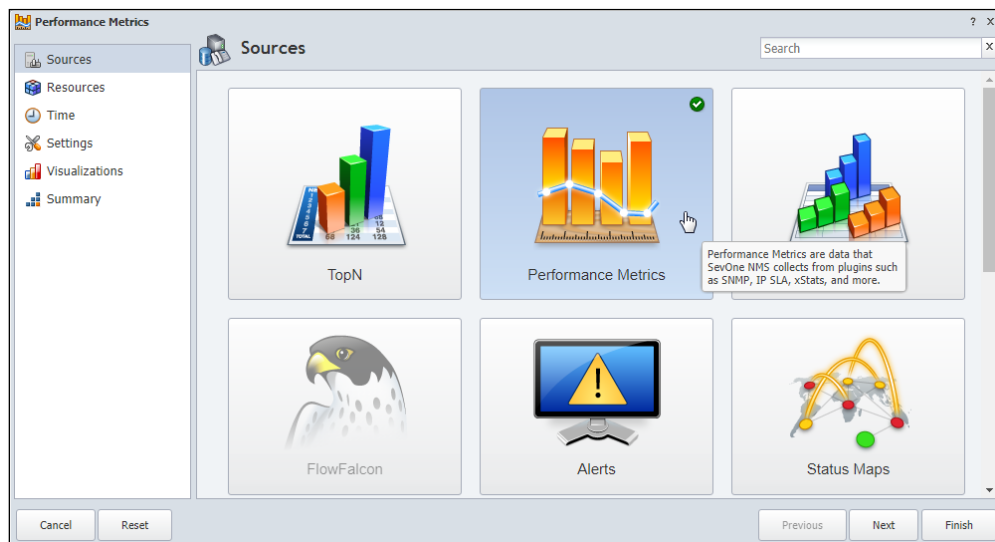 Performance Metrics
? X
Sources
Resources
Time
Settings
Visualizations
Summary
Sources
Search
X
TopN
Performance Metrics
Performance Metrics are data that
SevOne NMS collects from plugins such
as SNMP, IP SLA, xStats, and more.
FlowFalcon
Alerts
Status Maps
Cancel
Reset
Previous
Next
Finish